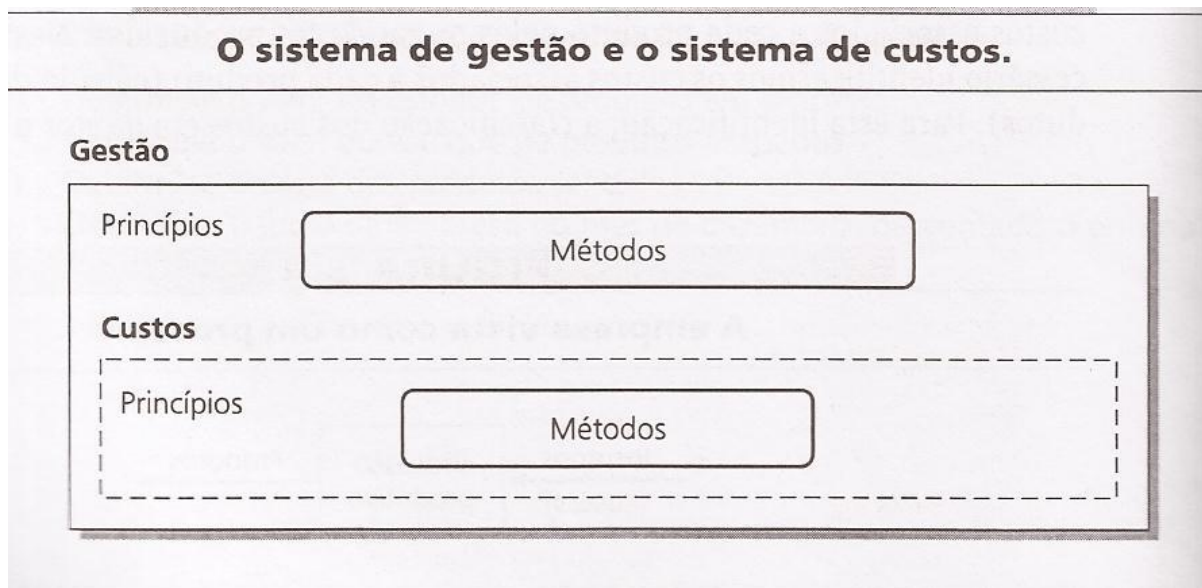 O sistema de gestão e o sistema de custos.
Gestão
Princípios
Métodos
Custos
Princípios
Métodos